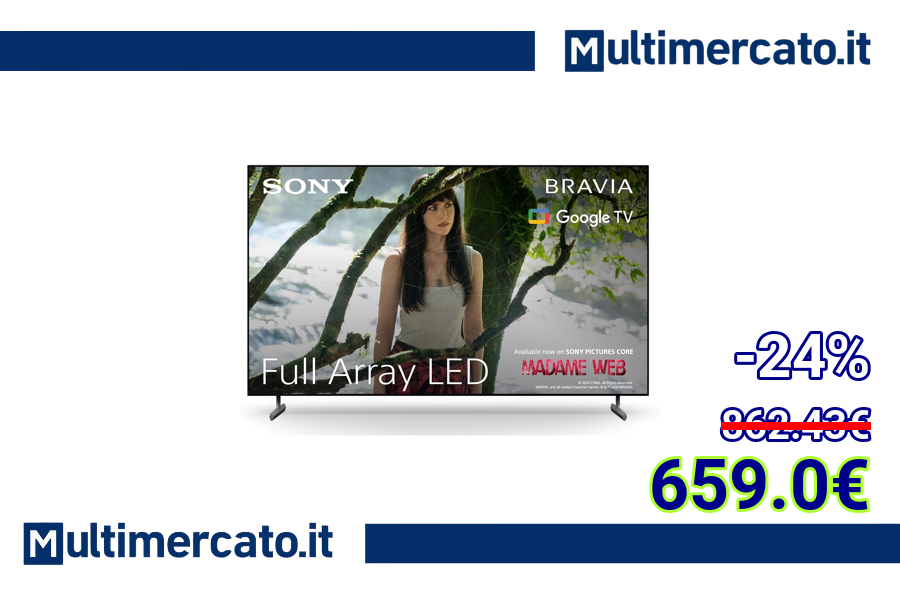 Multimercato.it
SONY
BRAVIA
Google TV
Available now on SONY PICTURES CORE
MADAME WEB
Full Array LED
-24%
862.43€
659.0€
Multimercato.it